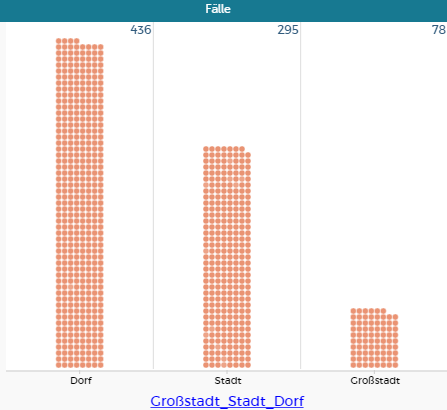 Fälle
436 295 78
Dorf Stadt Großstadt
Großstadt_Stadt_Dorf